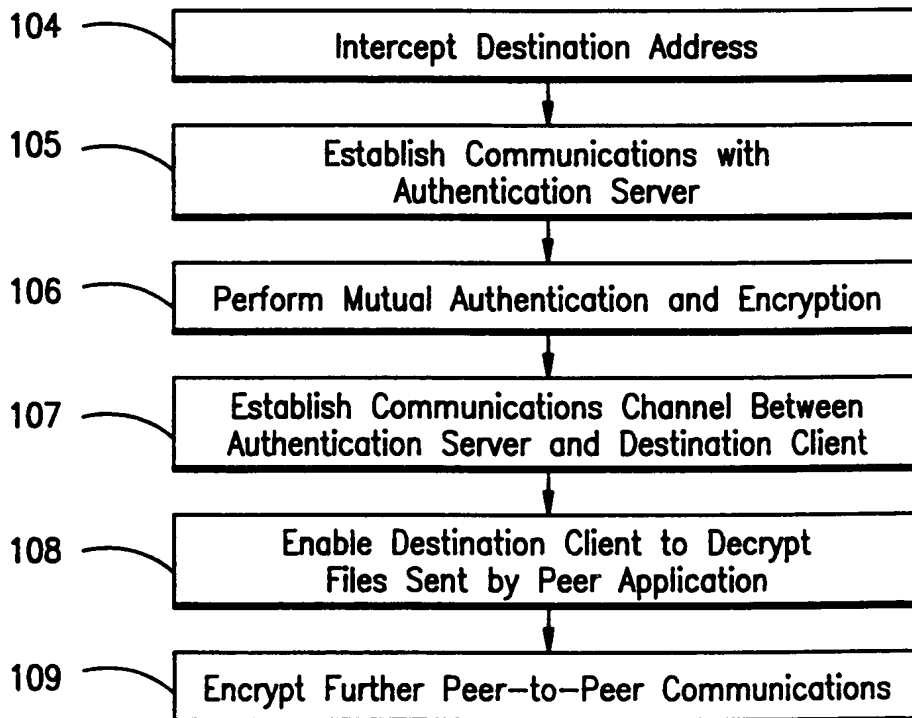 104
Intercept Destination Address
105
Establish Communications with
Authentication Server
106
Perform Mutual Authentication and Encryption
107
Establish Communications Channel Between
Authentication Server and Destination Client
108
Enable Destination Client to Decrypt
Files Sent by Peer Application
109
Encrypt Further Peer-to-Peer Communications